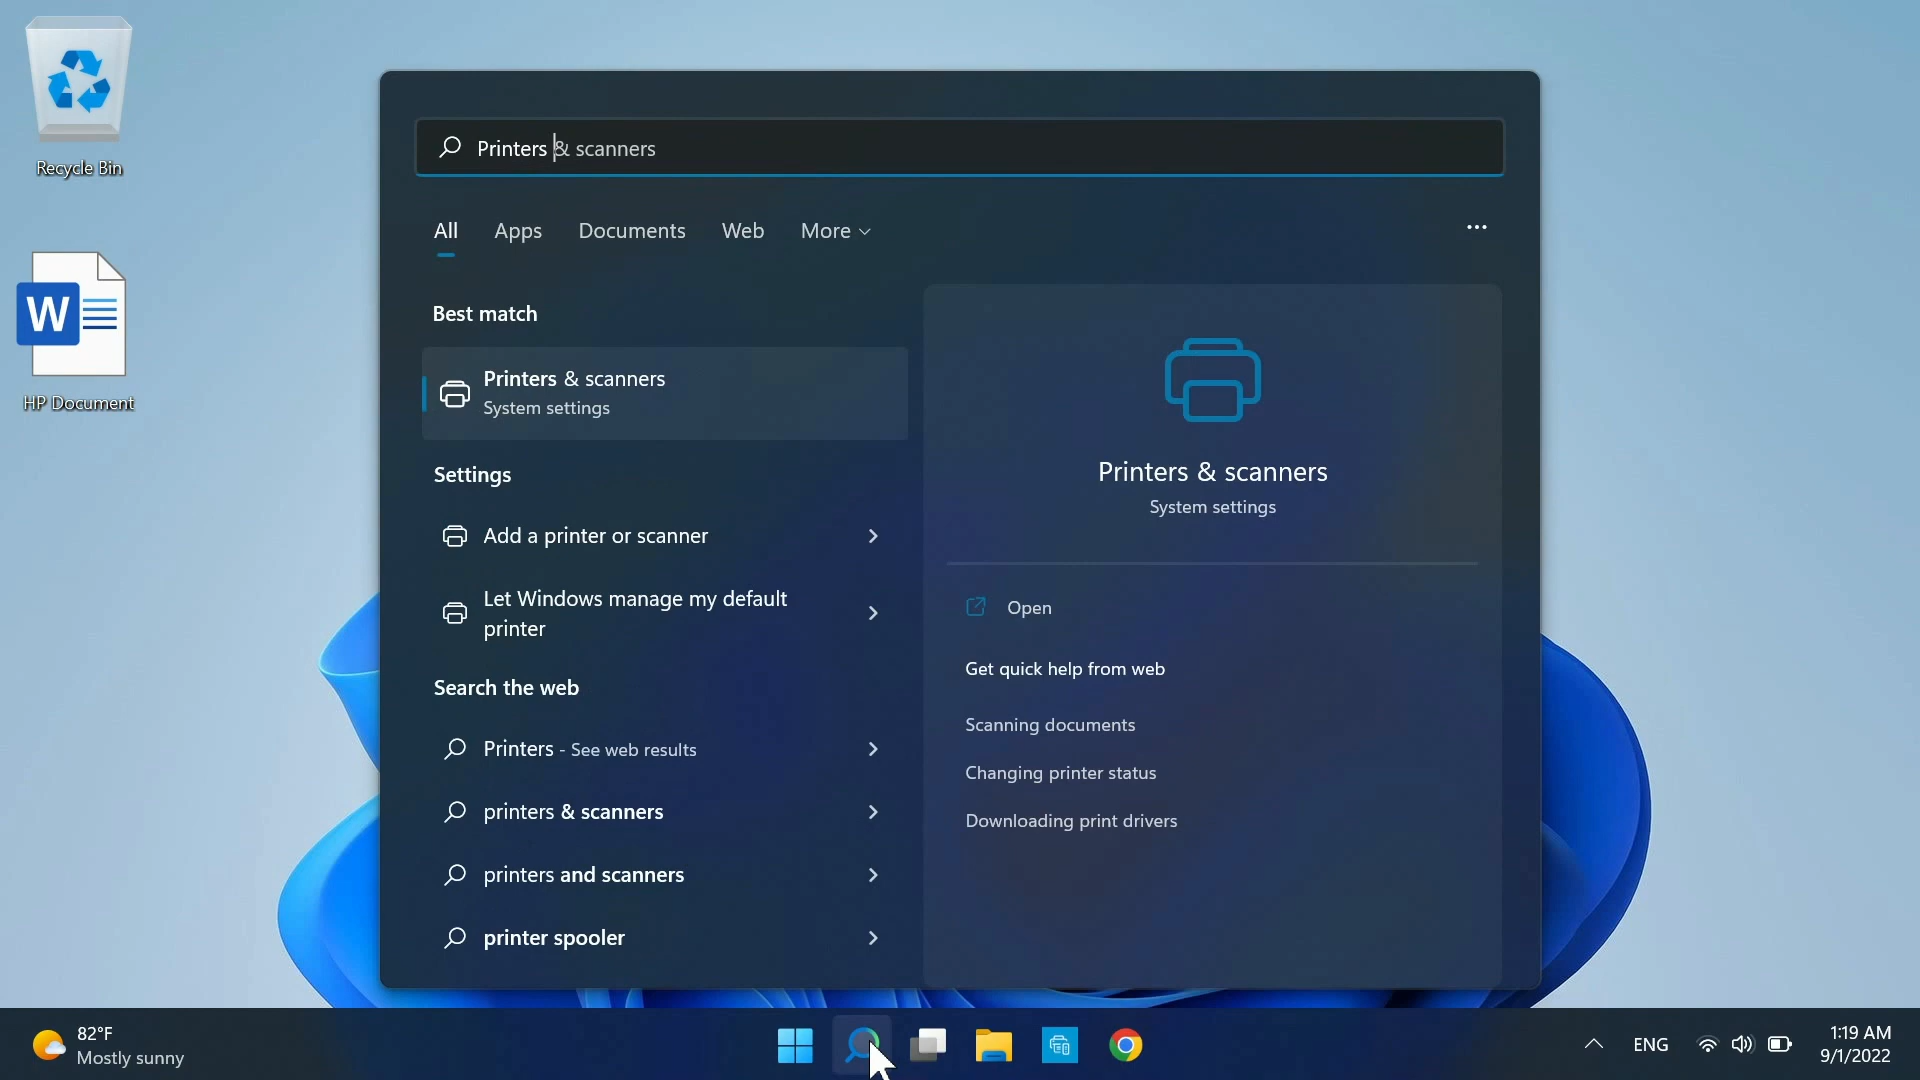 Recycle Bin
W
HP Document
Printers & scanners
All Apps Documents Web More
Best match
Printers & scanners
System settings
Settings
Add a printer or scanner
Let Windows manage my default
printer
Search the web
Printers - See web results
printers & scanners
printers and scanners
printer spooler
Printers & scanners
System settings
Open
Get quick help from web
Scanning documents
Changing printer status
Downloading print drivers
82°F
Mostly sunny
ENG
1:19 AM
9/1/2022